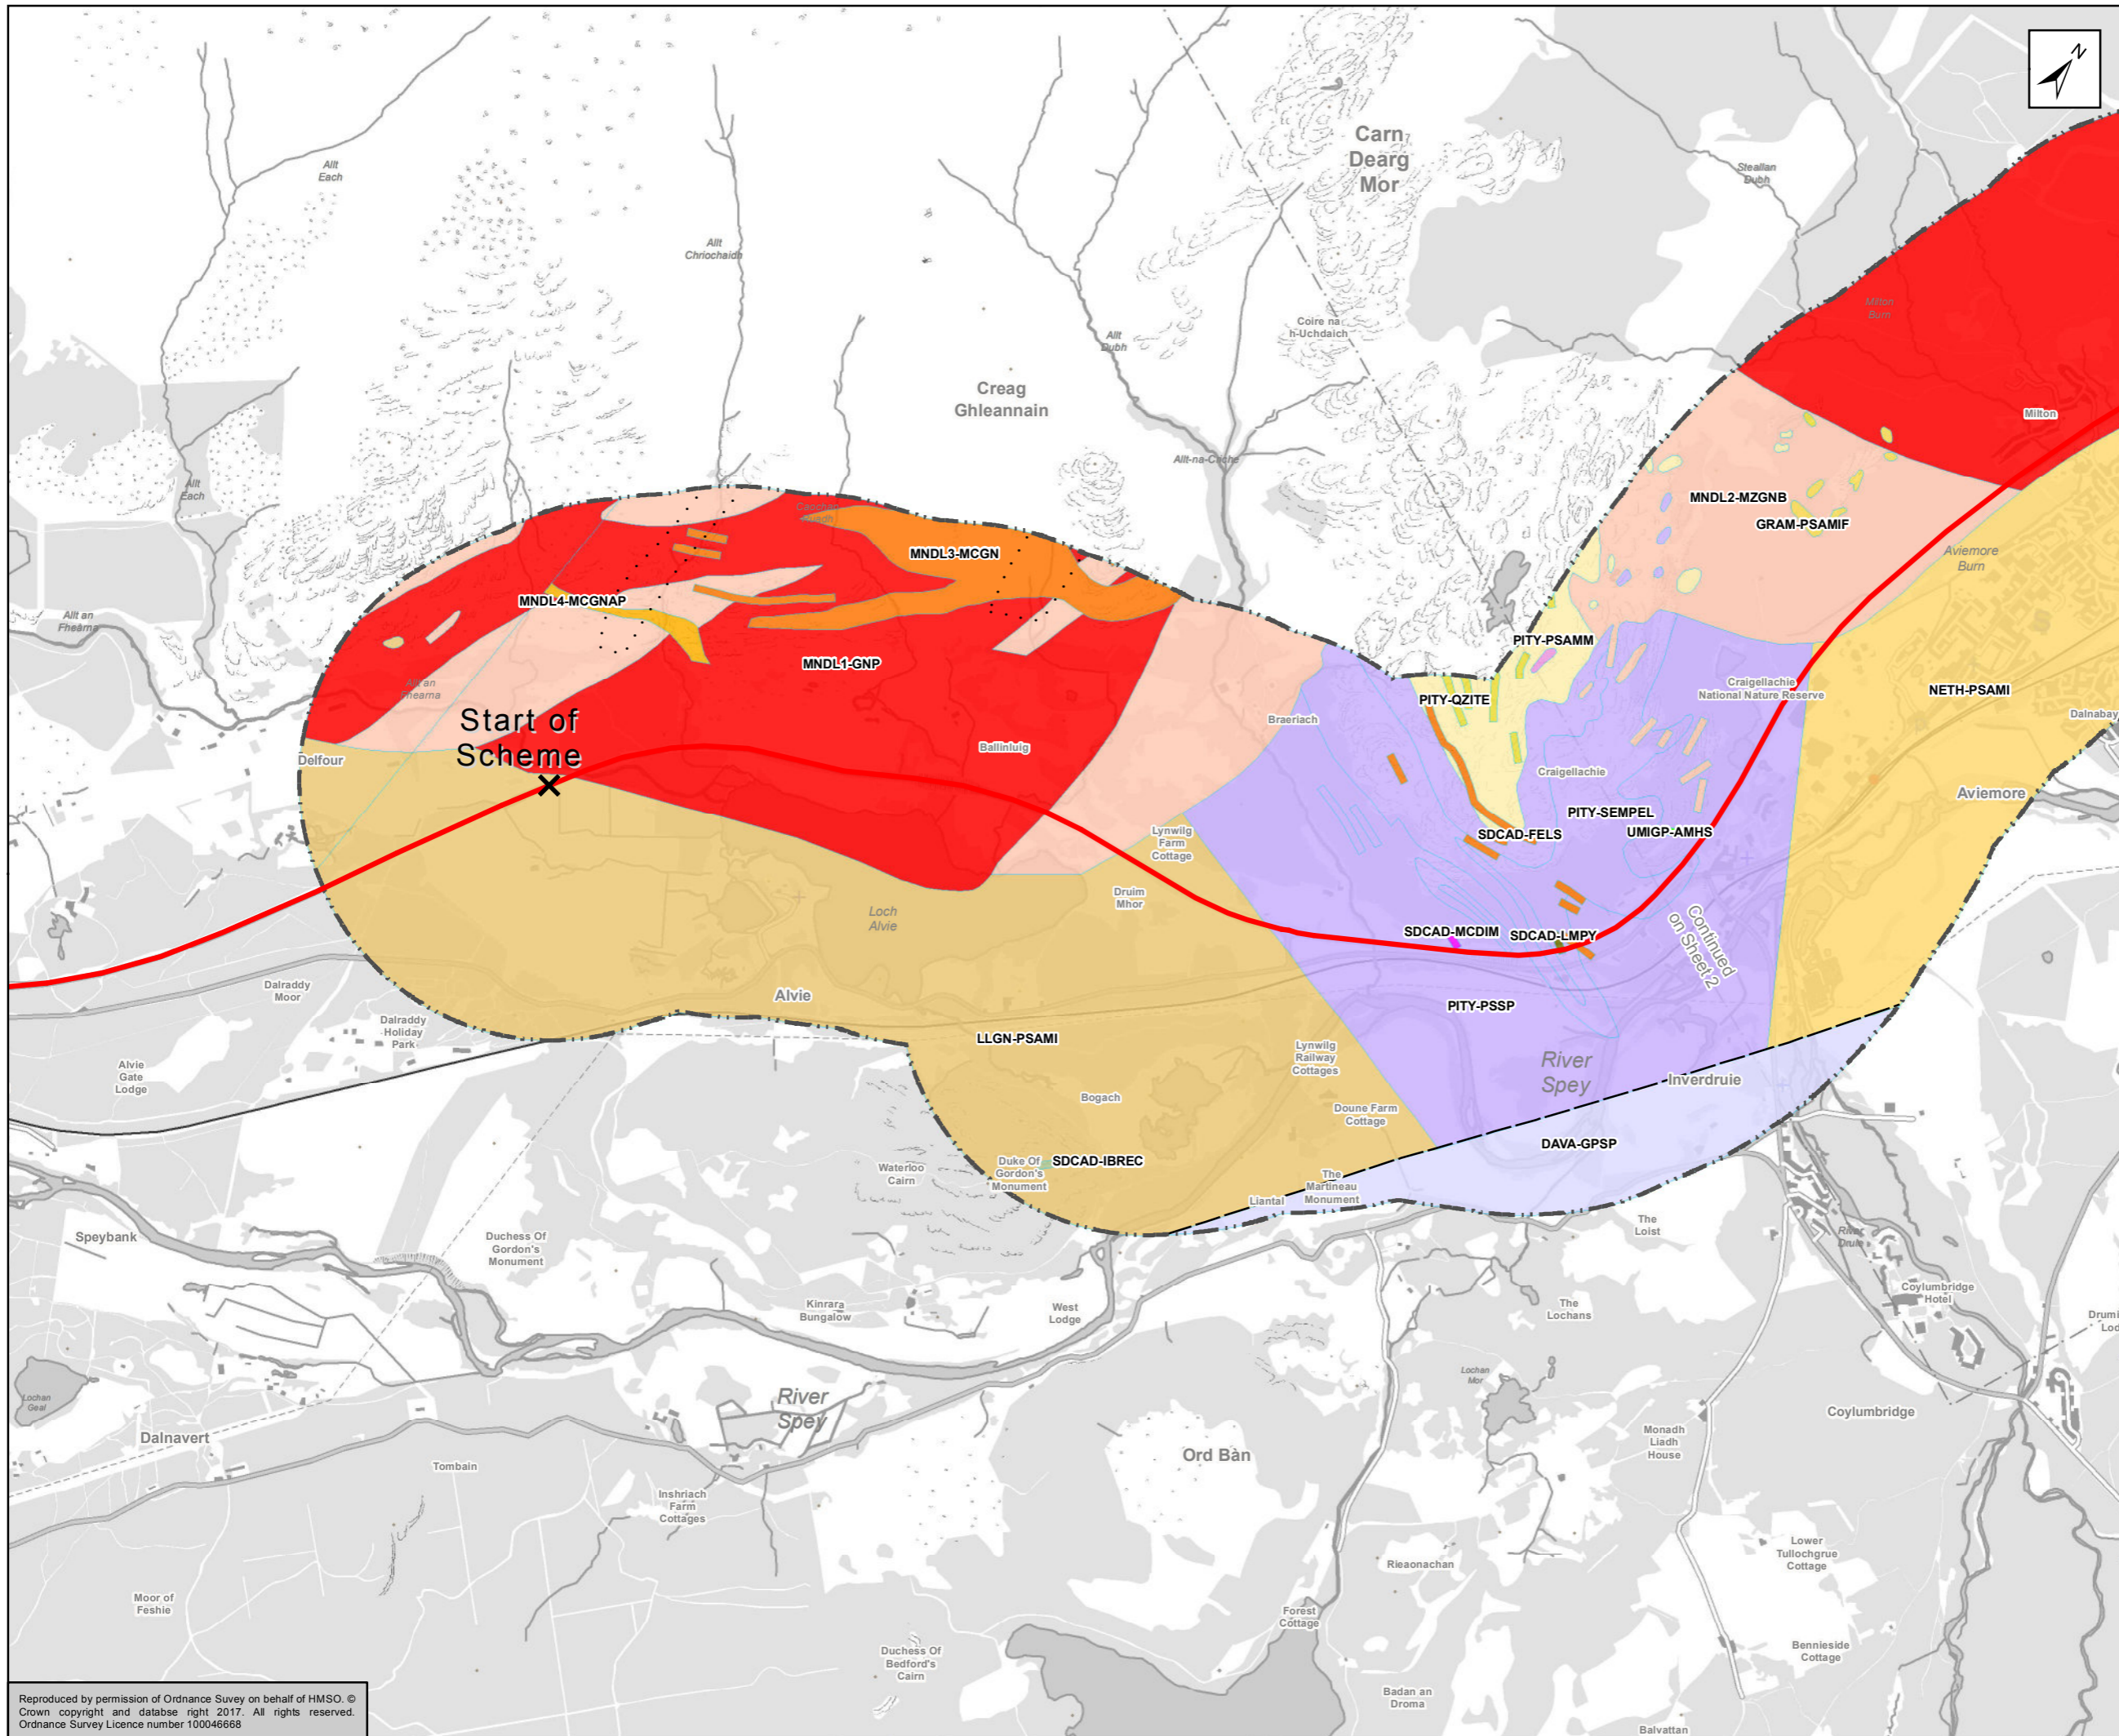 N
Carn
Dearg
Mor
Allt
Each
Steallan
Dubh
Allt
Chriochaidh
Milton
Burn
Coire na
h-Uchdaich
Allt
Dubh
Creag
Ghleannain
Milton
Allt-na-Criche
Allt
Each
MNDL2-MZGNB
GRAM-PSAMIF
MNDL3-MCGN
Aviemore
Burn
MNDL4-MCGNAP
Allt an
Fhearna
PITY-PSAMM
MNDL1-GNP
Allt an
Fhearna
Craigellachie
National Nature Reserve
NETH-PSAMI
PITY-QZITE
Dalnabay
Start of
Scheme
Braeriach
Ballinluig
Delfour
Craigellachie
Aviemore
PITY-SEMPEL
UMIGP-AMHS
SDCAD-FELS
Lynwilg
Farm
Cottage
Druim
Mhor
Loch
Alvie
SDCAD-MCDIM
SDCAD-LMPY
Continued
on Sheet 2
Dalraddy
Moor
Alvie
PITY-PSSP
Dalraddy
Holiday
Park
LLGN-PSAMI
Alvie
Gate
Lodge
Lynwilg
Railway
Cottages
River
Spey
Inverdruie
Bogach
Doune Farm
Cottage
DAVA-GPSP
SDCAD-IBREC
Duke Of
Gordon's
Monument
Waterloo
Cairn
The
Martineau
Monument
Liantal
The
Loist
Speybank
Duchess Of
Gordon's
Monument
River
Druie
Coylumbridge
Hotel
Kinrara
Bungalow
West
Lodge
The
Lochans
Lochan
Geal
Lochan
Mor
River
Spey
Coylumbridge
Dalnavert
Monadh
Liadh
House
Ord Ban
Tombain
Inshriach
Farm
Cottages
Lower
Tullochgrue
Cottage
Rieaonachan
Moor of
Feshie
Forest
Cottage
Bennieside
Cottage
Duchess Of
Bedford's
Cairn
Badan an
Droma
Balvattan
Reproduced by permission of Ordnance Suvey on behalf of HMSO. ©
Crown copyright and databse right 2017. All rights reserved.
Ordnance Survey Licence number 100046668